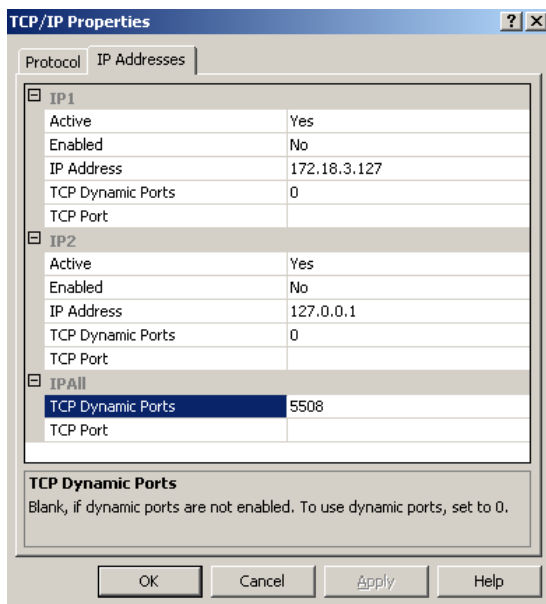 TCP/IP Properties
Protocol IP Addresses
IP1
Active Yes
Enabled No
IP Address 172.18.3.127
TCP Dynamic Ports 0
TCP Port
IP2
Active Yes
Enabled No
IP Address 127.0.0.1
TCP Dynamic Ports 0
TCP Port
IPAll
TCP Dynamic Ports 5508
TCP Port
TCP Dynamic Ports
Blank, if dynamic ports are not enabled. To use dynamic ports, set to 0.
OK Cancel Apply Help